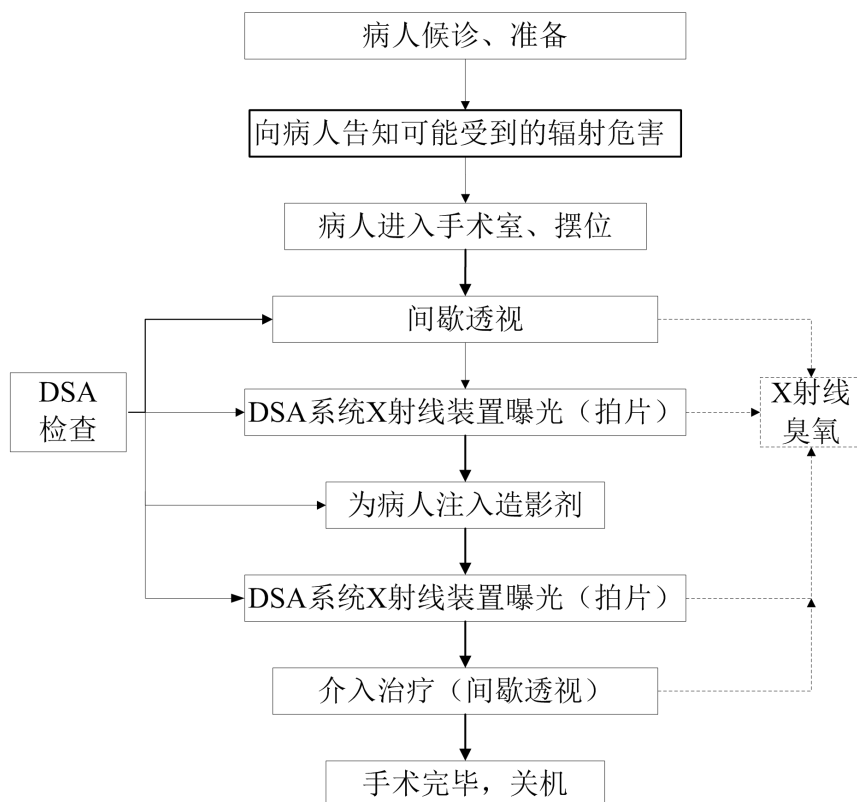 病人候诊、准备
向病人告知可能受到的辐射危害
病人进入手术室、摆位
间歇透视
DSA
检查
DSA系统X射线装置曝光（拍片）
X射线
臭氧
为病人注入造影剂
DSA系统X射线装置曝光（拍片）
介入治疗（间歇透视）
手术完毕，关机